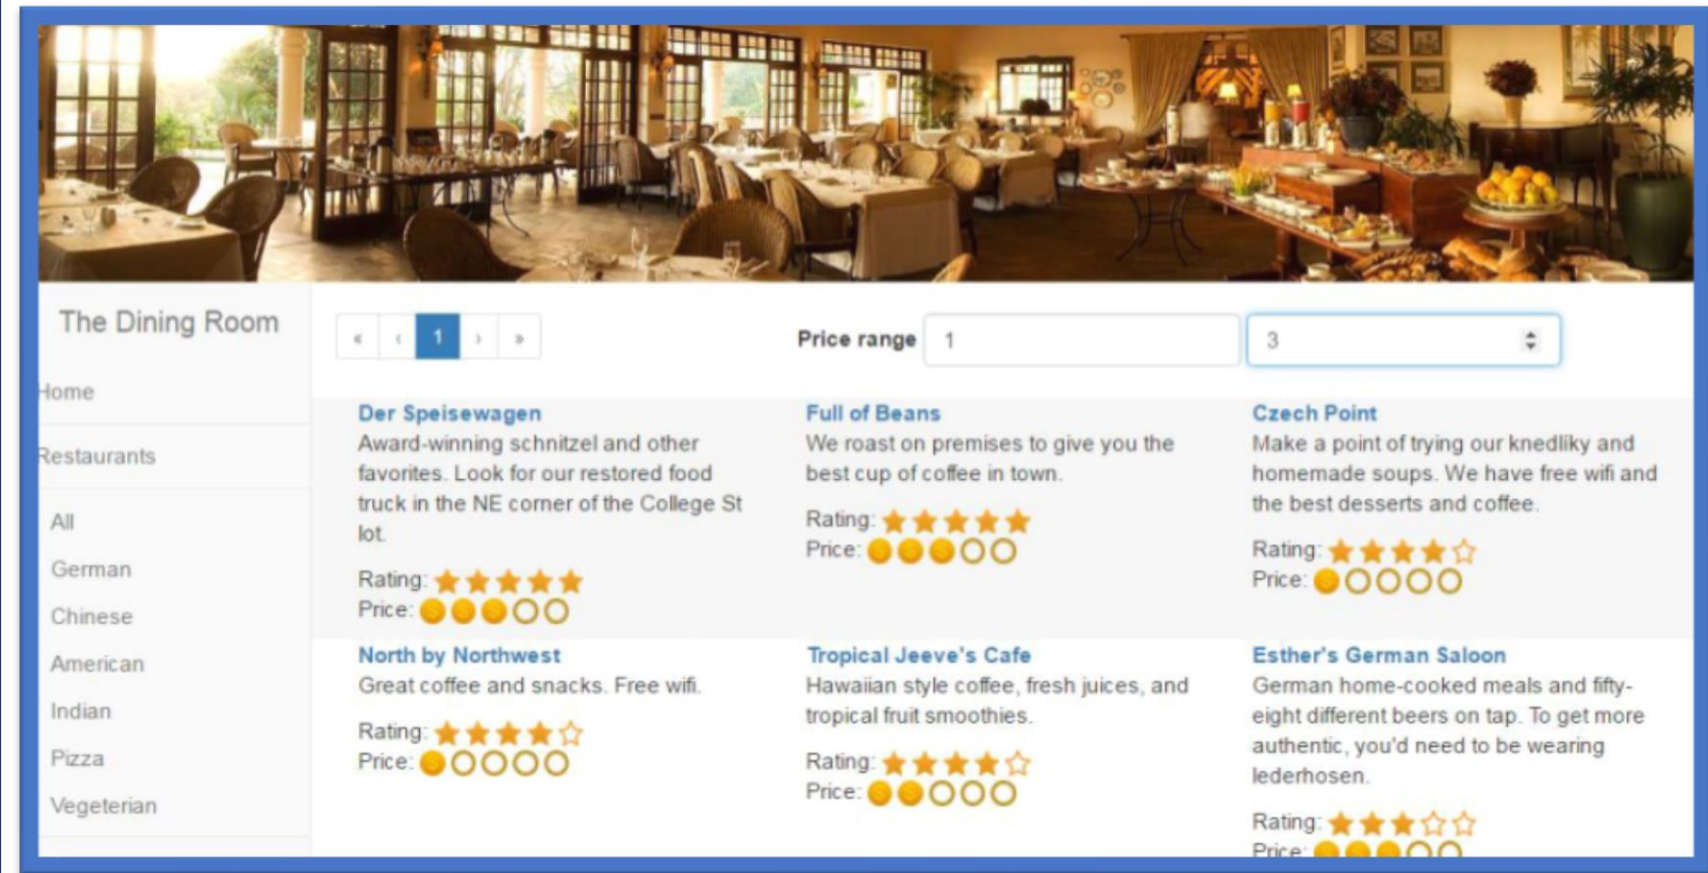 The Dining Room
Home
Restaurants
All
German
Chinese
American
Indian
Pizza
Vegeterian
« ‹ 1 › »
Price range 1 3
Der Speisewagen
Award-winning schnitzel and other
favorites. Look for our restored food
truck in the NE corner of the College St
lot.
Rating:
Price:
Full of Beans
We roast on premises to give you the
best cup of coffee in town.
Rating:
Price:
Czech Point
Make a point of trying our knedliky and
homemade soups. We have free wifi and
the best desserts and coffee.
Rating:
Price:
North by Northwest
Great coffee and snacks. Free wifi.
Rating:
Price:
Tropical Jeeve's Cafe
Hawaiian style coffee, fresh juices, and
tropical fruit smoothies.
Rating:
Price:
Esther's German Saloon
German home-cooked meals and fifty-
eight different beers on tap. To get more
authentic, you'd need to be wearing
lederhosen.
Rating:
Price: